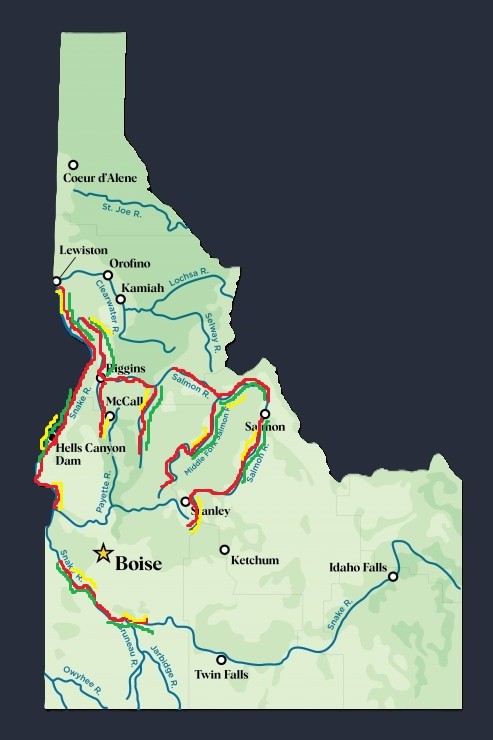 Coeur d'Alene
St. Joe R.
Lewiston
Orofino
Lochsa R.
Kamiah
Clearwater R.
Selway R.
Riggins
Salmon R.
Snake R.
McCall
Salmon
Middle Fork Salmon R.
Hells Canyon
Dam
Salmon R.
Payette R.
Stanley
Boise
Ketchum
Idaho Falls
Snake R.
Snake R.
Bruneau R.
Jarbidge R.
Twin Falls
Owyhee R.